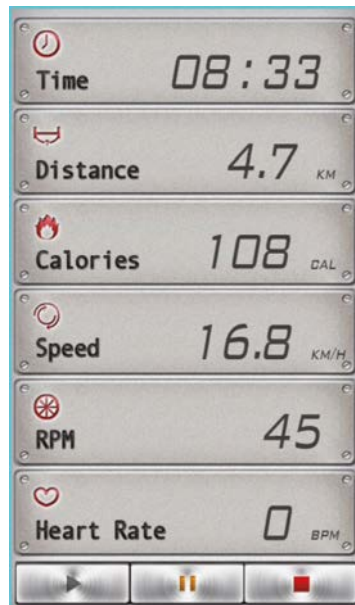 Time 08:33
Distance 4.7 KM
Calories 108 CAL
Speed 16.8 KM/H
RPM 45
Heart Rate 0 BPM